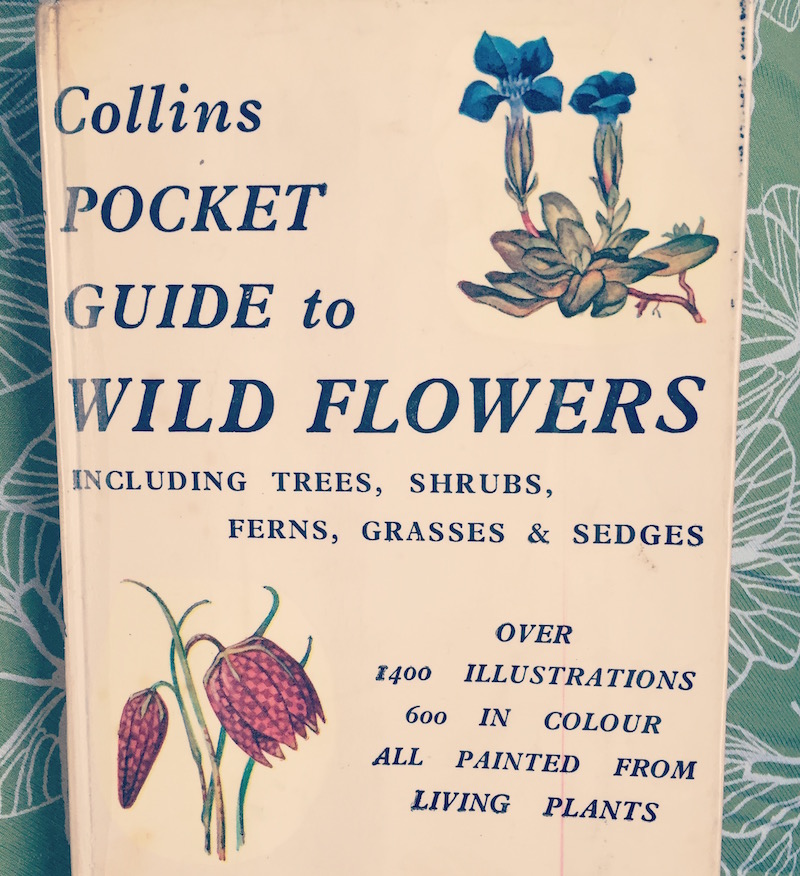 Collins
POCKET
GUIDE to
WILD FLOWERS
INCLUDING TREES, SHRUBS,
FERNS, GRASSES & SEDGES
OVER
1400 ILLUSTRATIONS
600 IN COLOUR
ALL PAINTED FROM
LIVING PLANTS